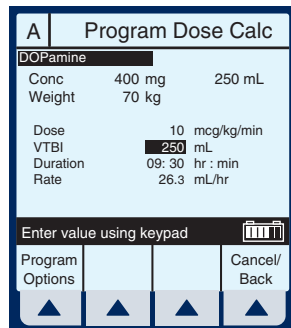 A Program Dose Calc
DOPamine
Conc 400 mg 250 mL
Weight 70 kg
Dose 10 mcg/kg/min
VTBI 250 mL
Duration 09: 30 hr : min
Rate 26.3 mL/hr
Enter value using keypad
Program Options Cancel/ Back